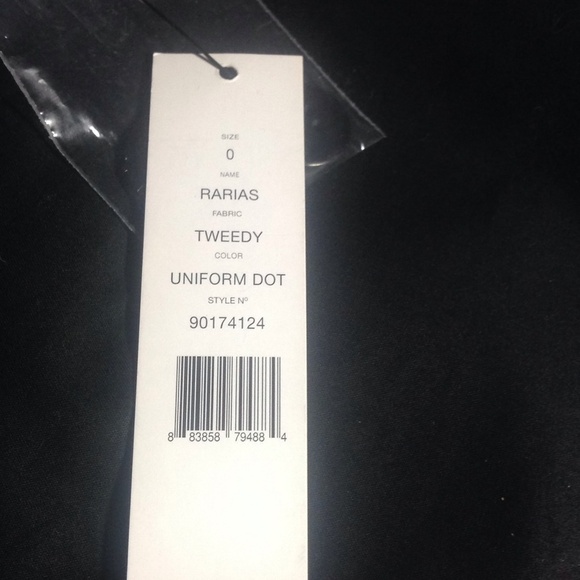 SIZE
0
NAME
RARIAS
FABRIC
TWEEDY
COLOR
UNIFORM DOT
STYLE Nº
90174124
8 83858 79488 4